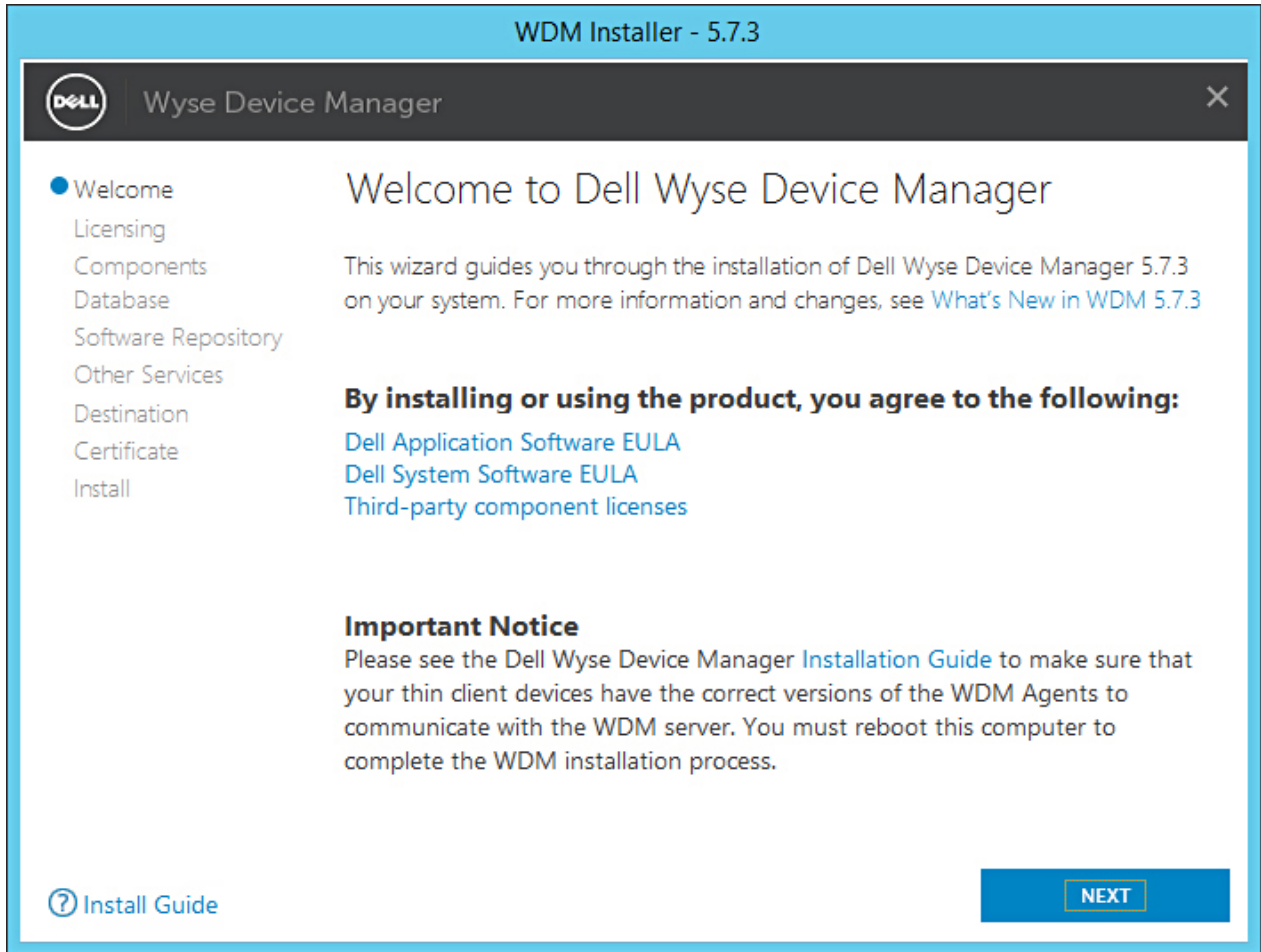 WDM Installer - 5.7.3
DELL
Wyse Device Manager
Welcome
Licensing
Components
Database
Software Repository
Other Services
Destination
Certificate
Install
Welcome to Dell Wyse Device Manager
This wizard guides you through the installation of Dell Wyse Device Manager 5.7.3
on your system. For more information and changes, see What's New in WDM 5.7.3
By installing or using the product, you agree to the following:
Dell Application Software EULA
Dell System Software EULA
Third-party component licenses
Important Notice
Please see the Dell Wyse Device Manager Installation Guide to make sure that
your thin client devices have the correct versions of the WDM Agents to
communicate with the WDM server. You must reboot this computer to
complete the WDM installation process.
? Install Guide
NEXT